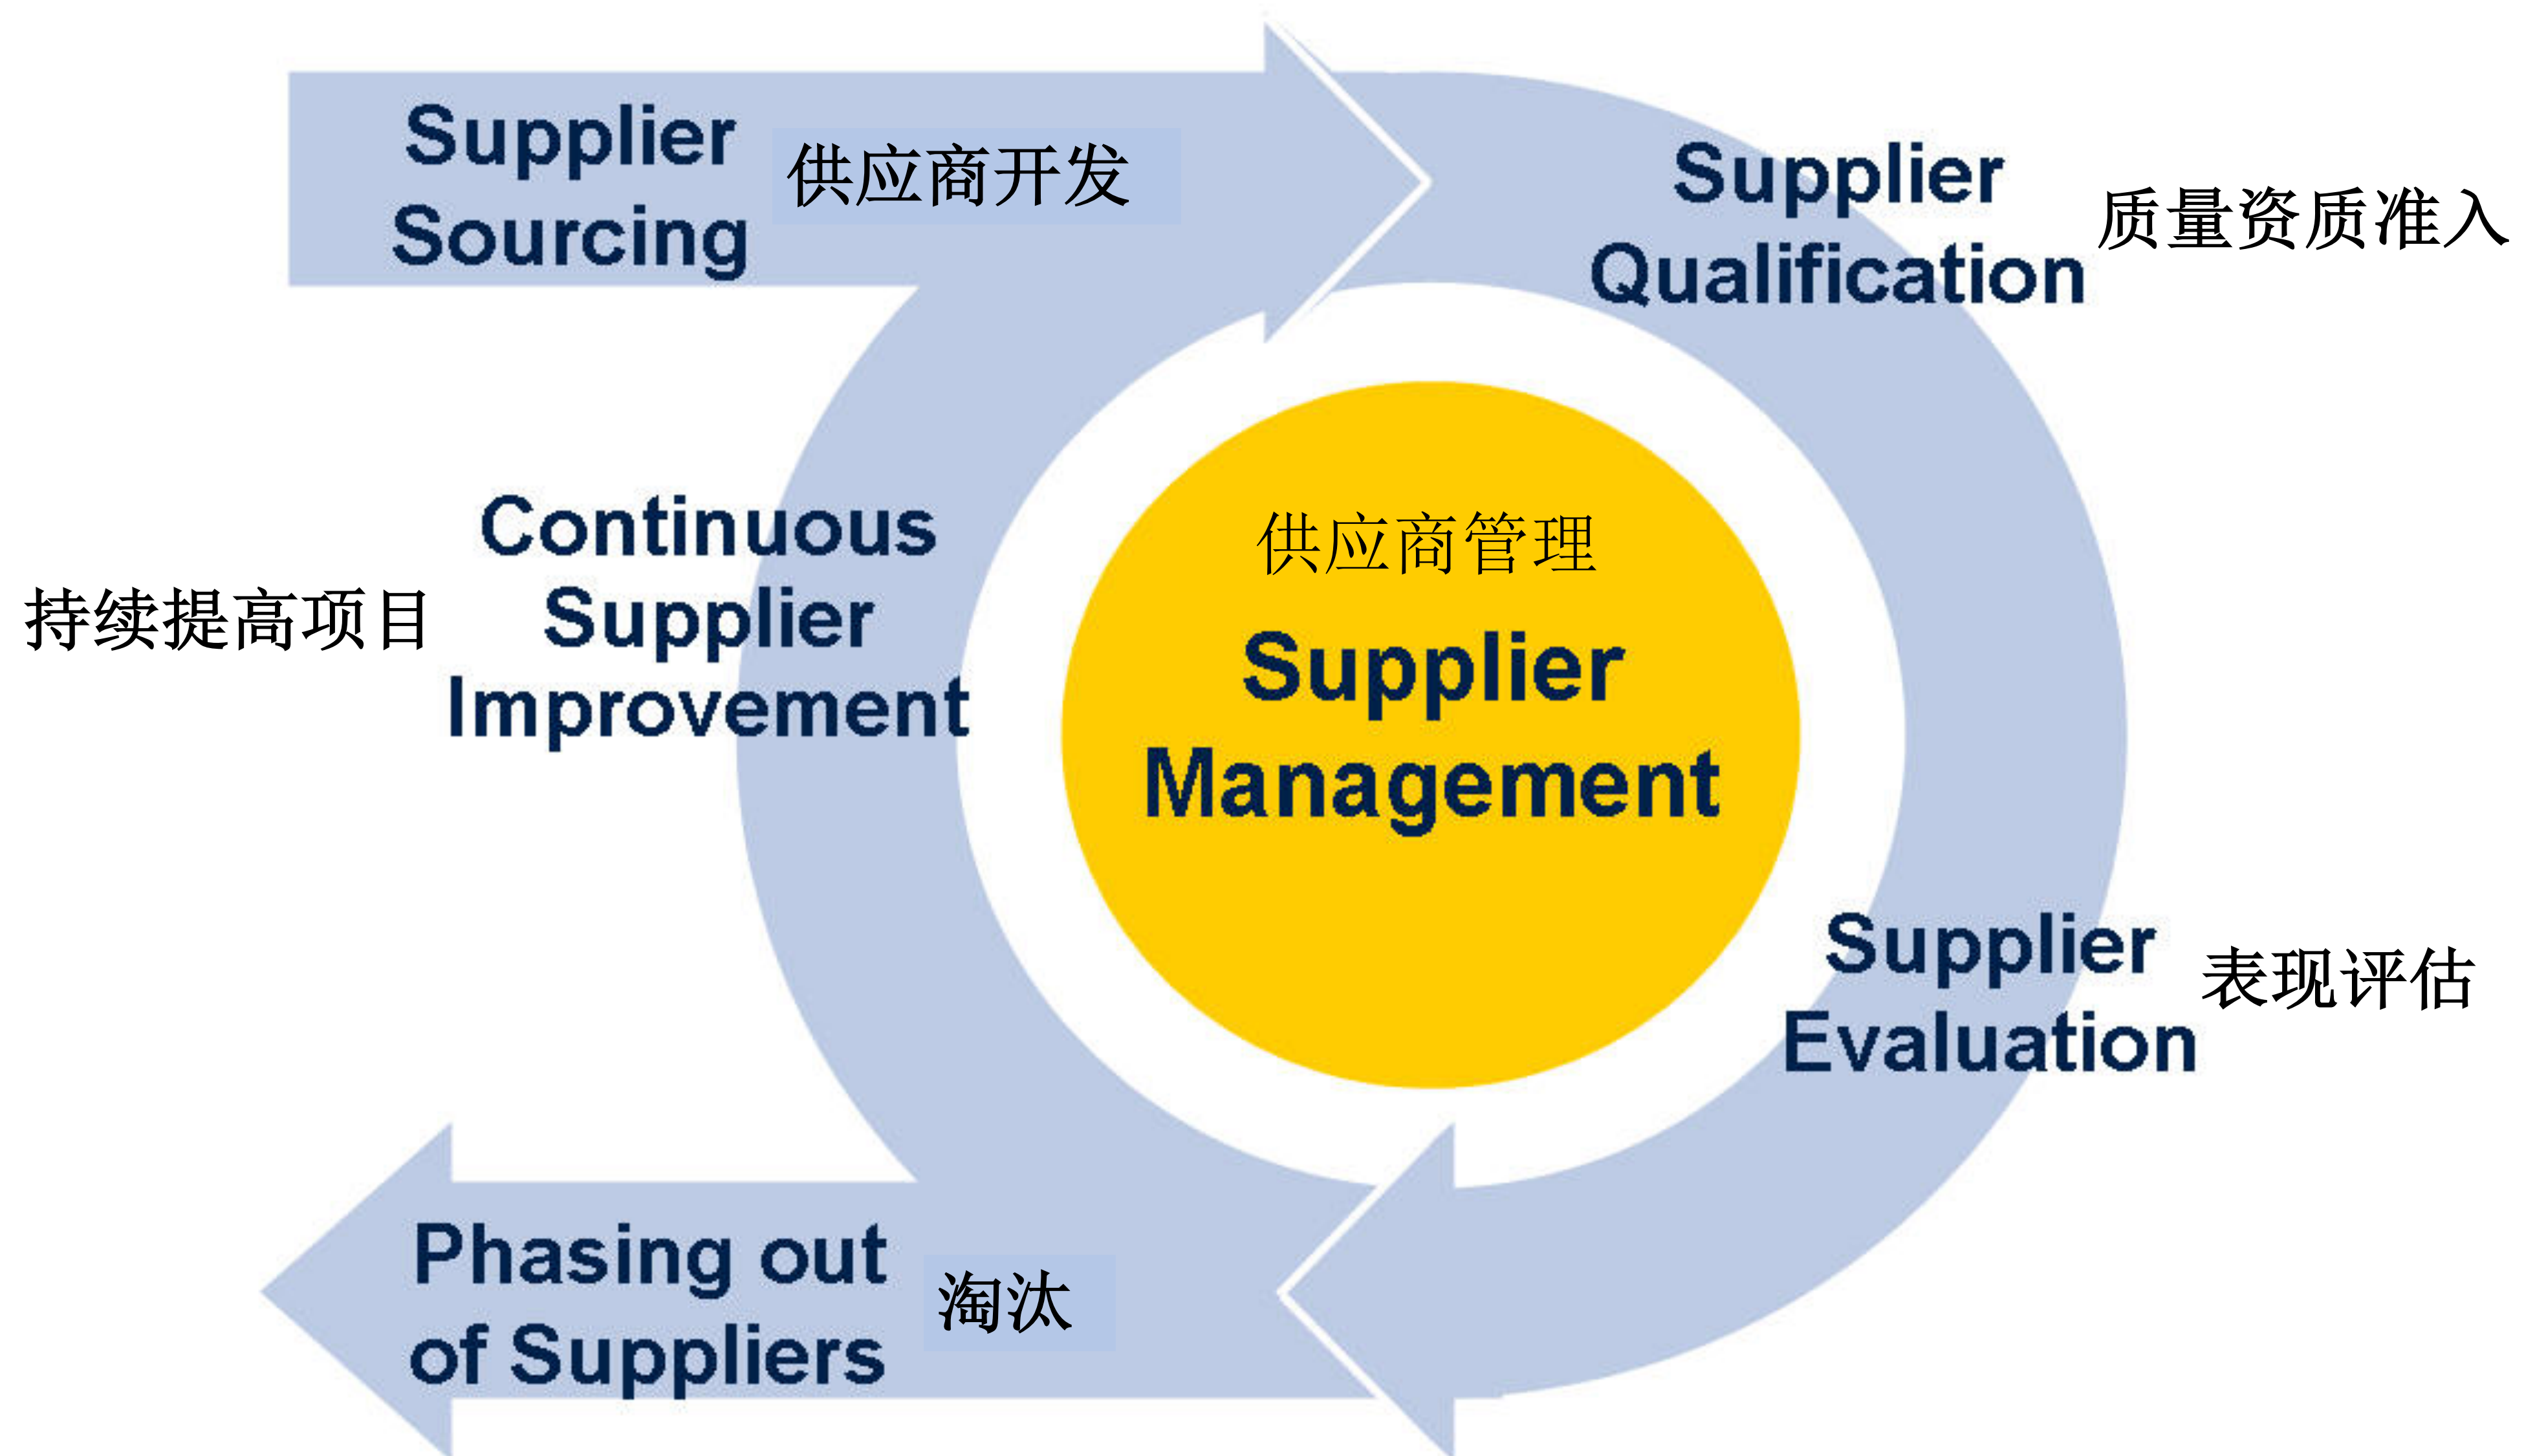 Supplier
Sourcing
供应商开发
Supplier
Qualification
质量资质准入
Continuous
Supplier
Improvement
持续提高项目
供应商管理
Supplier
Management
Supplier
Evaluation
表现评估
Phasing out
of Suppliers
淘汰